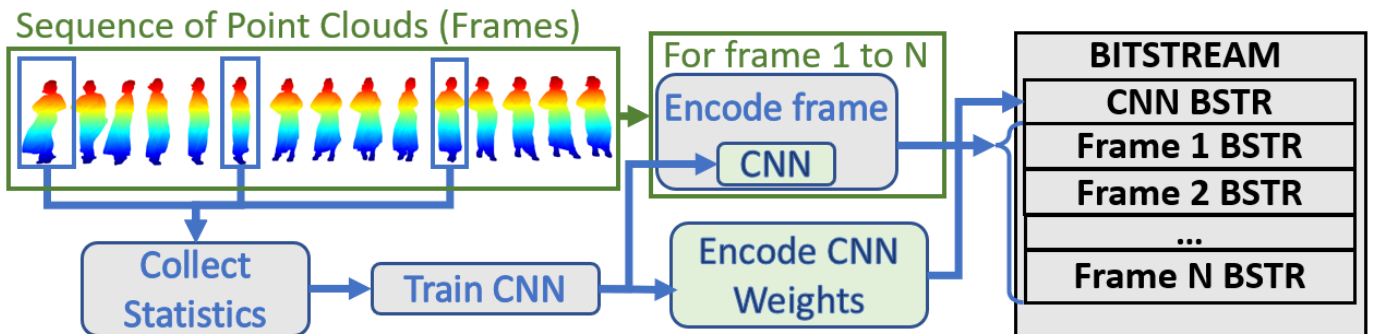 Sequence of Point Clouds (Frames)
For frame 1 to N
Encode frame
CNN
Collect
Statistics
Train CNN
Encode CNN
Weights
BITSTREAM
CNN BSTR
Frame 1 BSTR
Frame 2 BSTR
...
Frame N BSTR